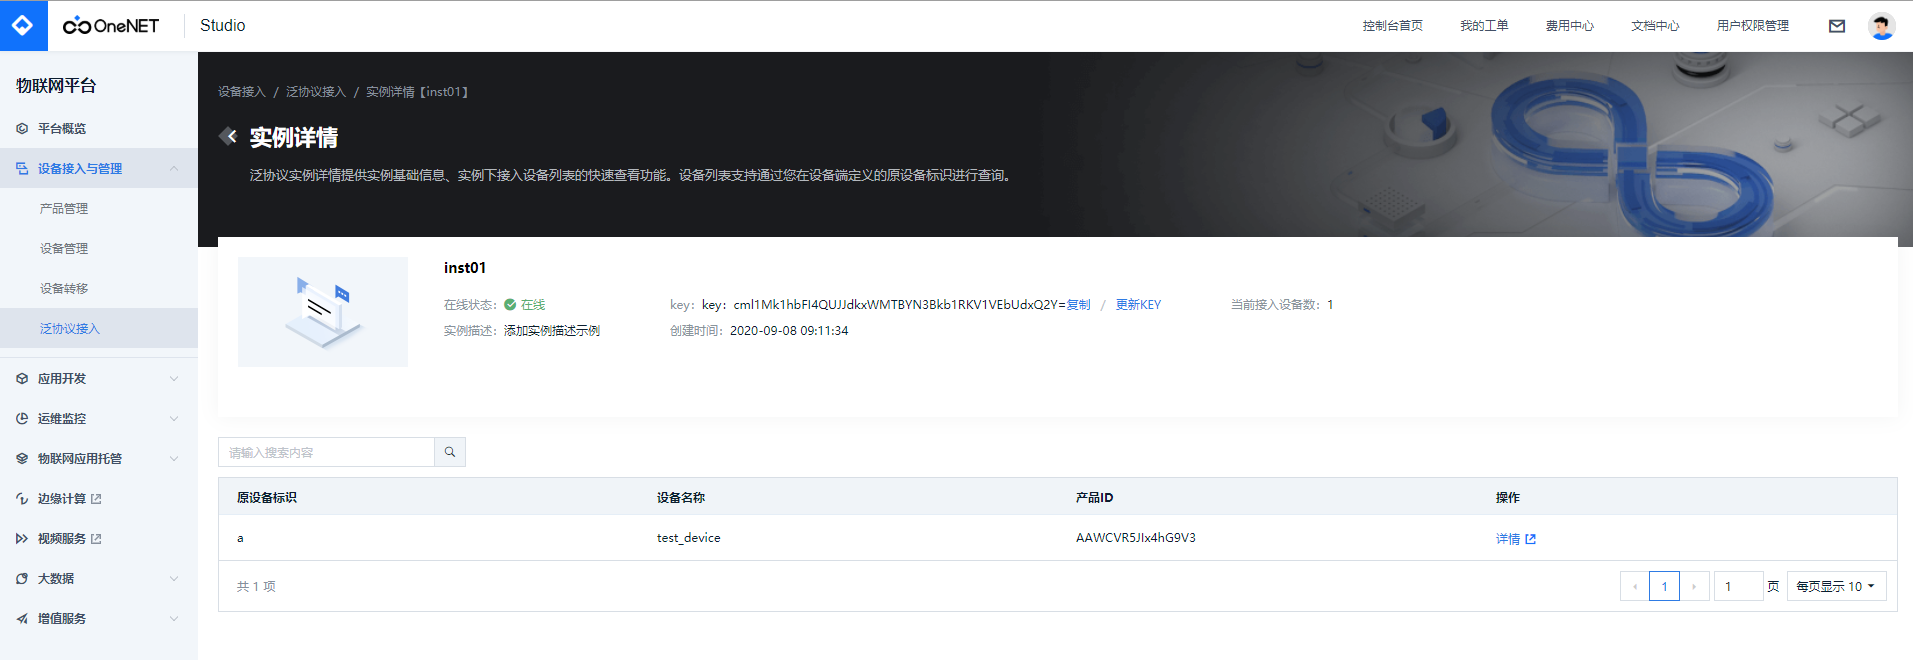 OneNET Studio 控制台首页 我的工单 费用中心 文档中心 用户权限管理
物联网平台
平台概览
设备接入与管理
产品管理
设备管理
设备转移
泛协议接入
应用开发
运维监控
物联网应用托管
边缘计算
视频服务
大数据
增值服务
设备接入 / 泛协议接入 / 实例详情【inst01】
实例详情
泛协议实例详情提供实例基础信息、实例下接入设备列表的快速查看功能。设备列表支持通过您在设备端定义的原设备标识进行查询。
inst01
在线状态: 在线 key: key: cml1Mk1hbFI4QUJJdkxWMTBYN3Bkb1RKV1VEbUdxQ2Y=复制 / 更新KEY 当前接入设备数: 1
实例描述: 添加实例描述示例 创建时间: 2020-09-08 09:11:34
请输入搜索内容
原设备标识 设备名称 产品ID 操作
a test_device AAWCVR5JIx4hG9V3 详情
共 1 项 1 1 页 每页显示 10